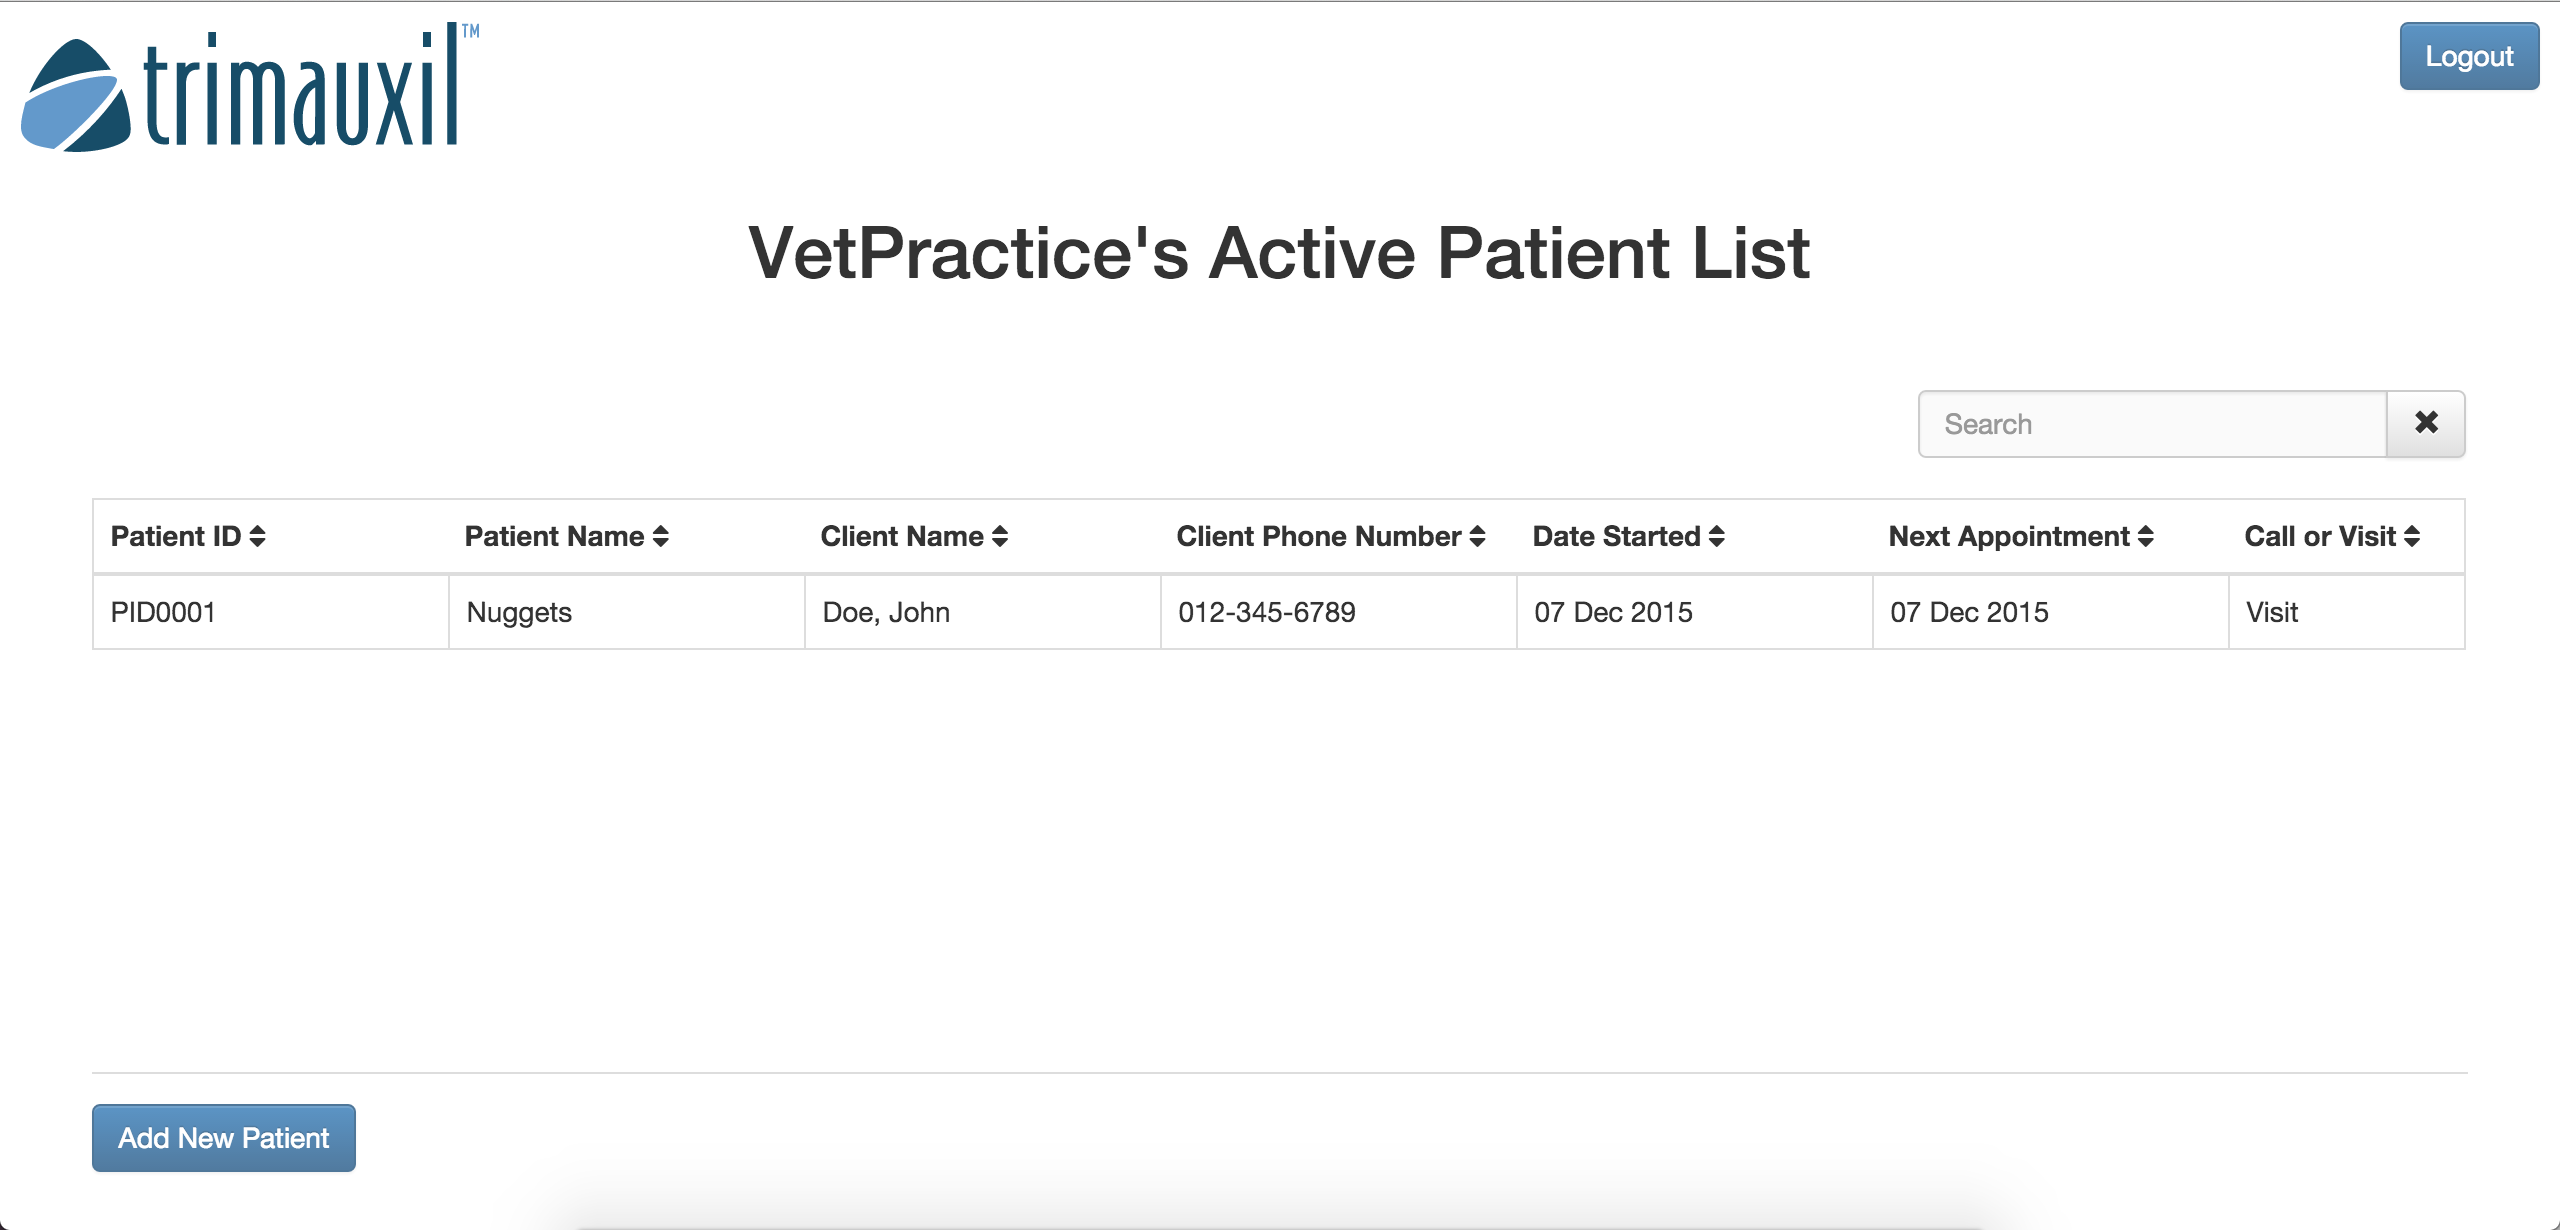 trimauxil™
Logout
VetPractice's Active Patient List
Search
Patient ID Patient Name Client Name Client Phone Number Date Started Next Appointment Call or Visit
PID0001 Nuggets Doe, John 012-345-6789 07 Dec 2015 07 Dec 2015 Visit
Add New Patient